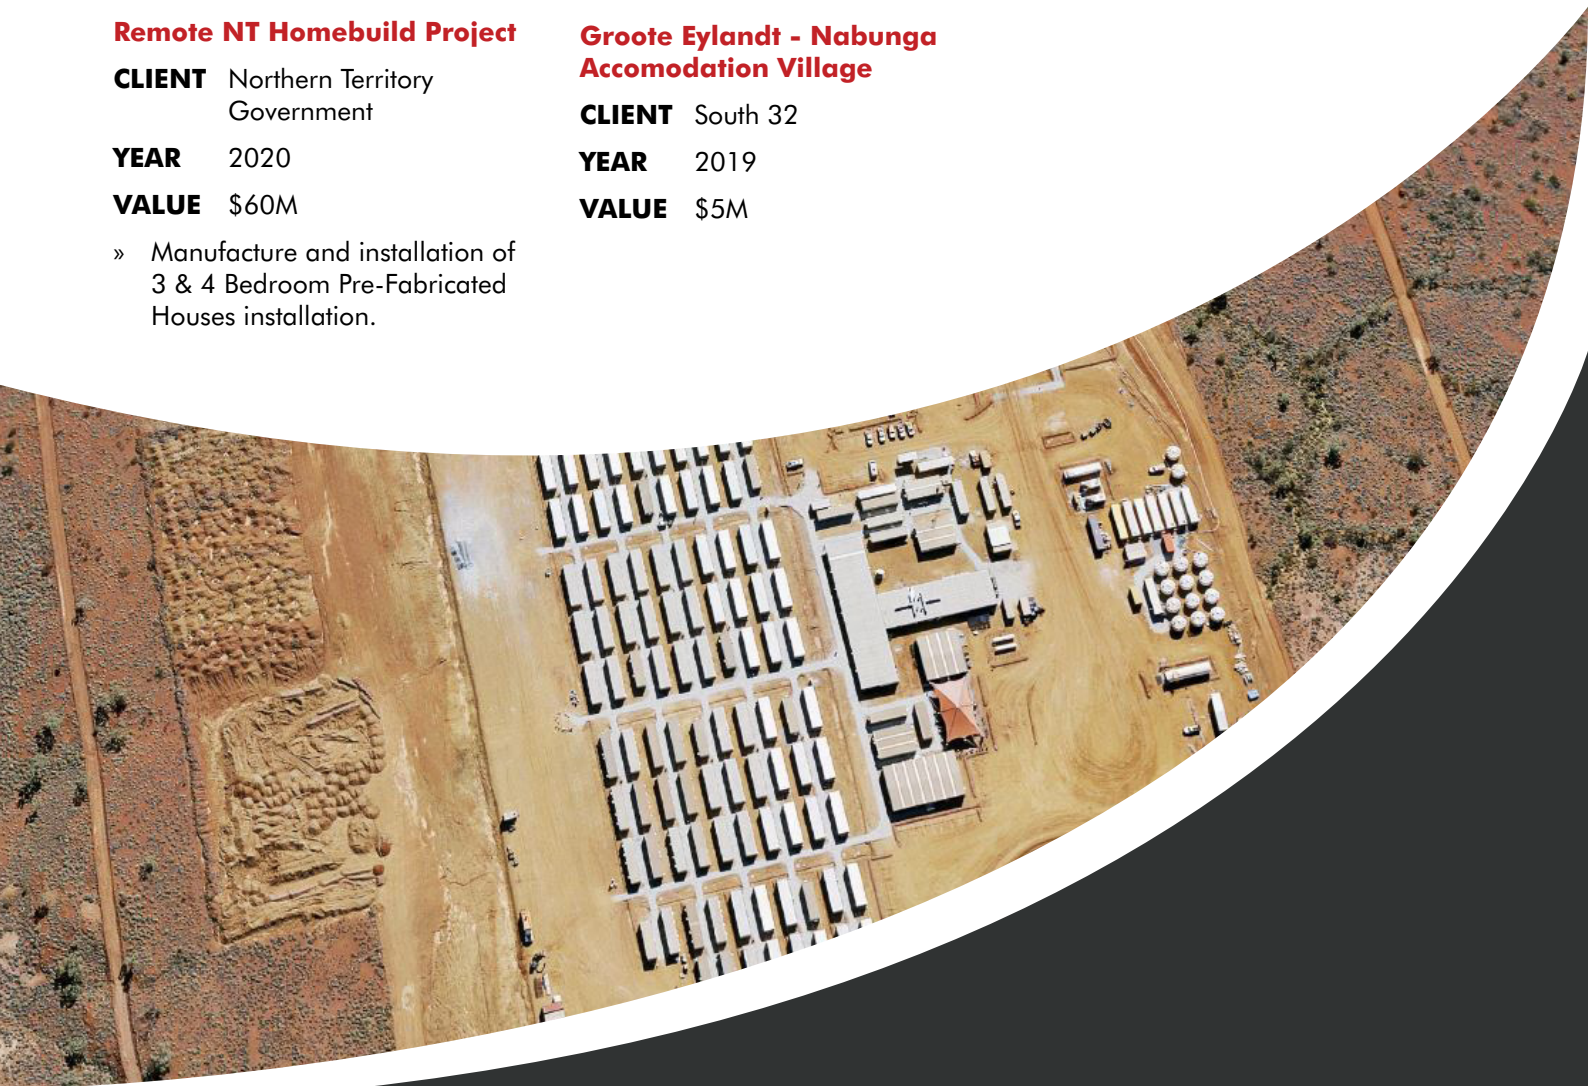 Remote NT Homebuild Project
CLIENT Northern Territory
Government
YEAR 2020
VALUE $60M
» Manufacture and installation of
3 & 4 Bedroom Pre-Fabricated
Houses installation.
Groote Eylandt - Nabunga
Accomodation Village
CLIENT South 32
YEAR 2019
VALUE $5M